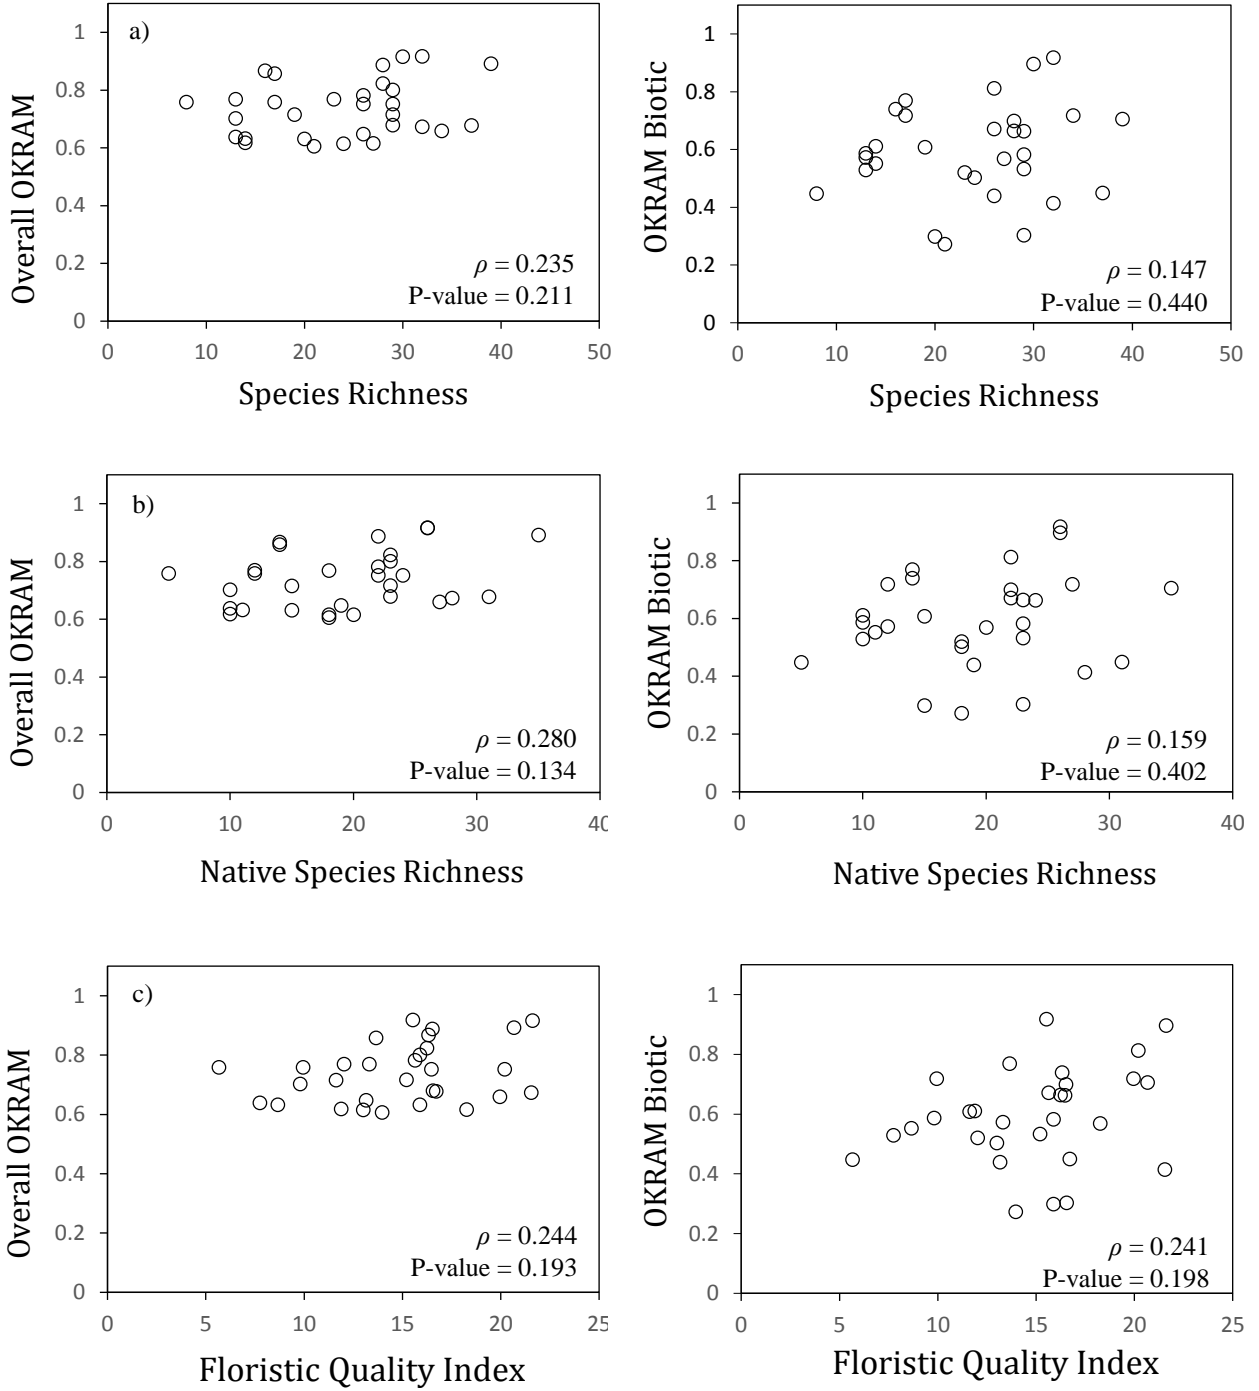 a)
Overall OKRAM
1
0.8
0.6
0.4
0.2
0
ρ = 0.235
P-value = 0.211
0 10 20 30 40 50
Species Richness
OKRAM Biotic
1
0.8
0.6
0.4
0.2
0
ρ = 0.147
P-value = 0.440
0 10 20 30 40 50
Species Richness
b)
Overall OKRAM
1
0.8
0.6
0.4
0.2
0
ρ = 0.280
P-value = 0.134
10 20 30 40
Native Species Richness
OKRAM Biotic
1
0.8
0.6
0.4
0.2
0
ρ = 0.159
P-value = 0.402
0 10 20 30 40
Native Species Richness
c)
Overall OKRAM
1
0.8
0.6
0.4
0.2
0
ρ = 0.244
P-value = 0.193
0 5 10 15 20 25
Floristic Quality Index
OKRAM Biotic
1
0.8
0.6
0.4
0.2
0
ρ = 0.241
P-value = 0.198
0 5 10 15 20 25
Floristic Quality Index